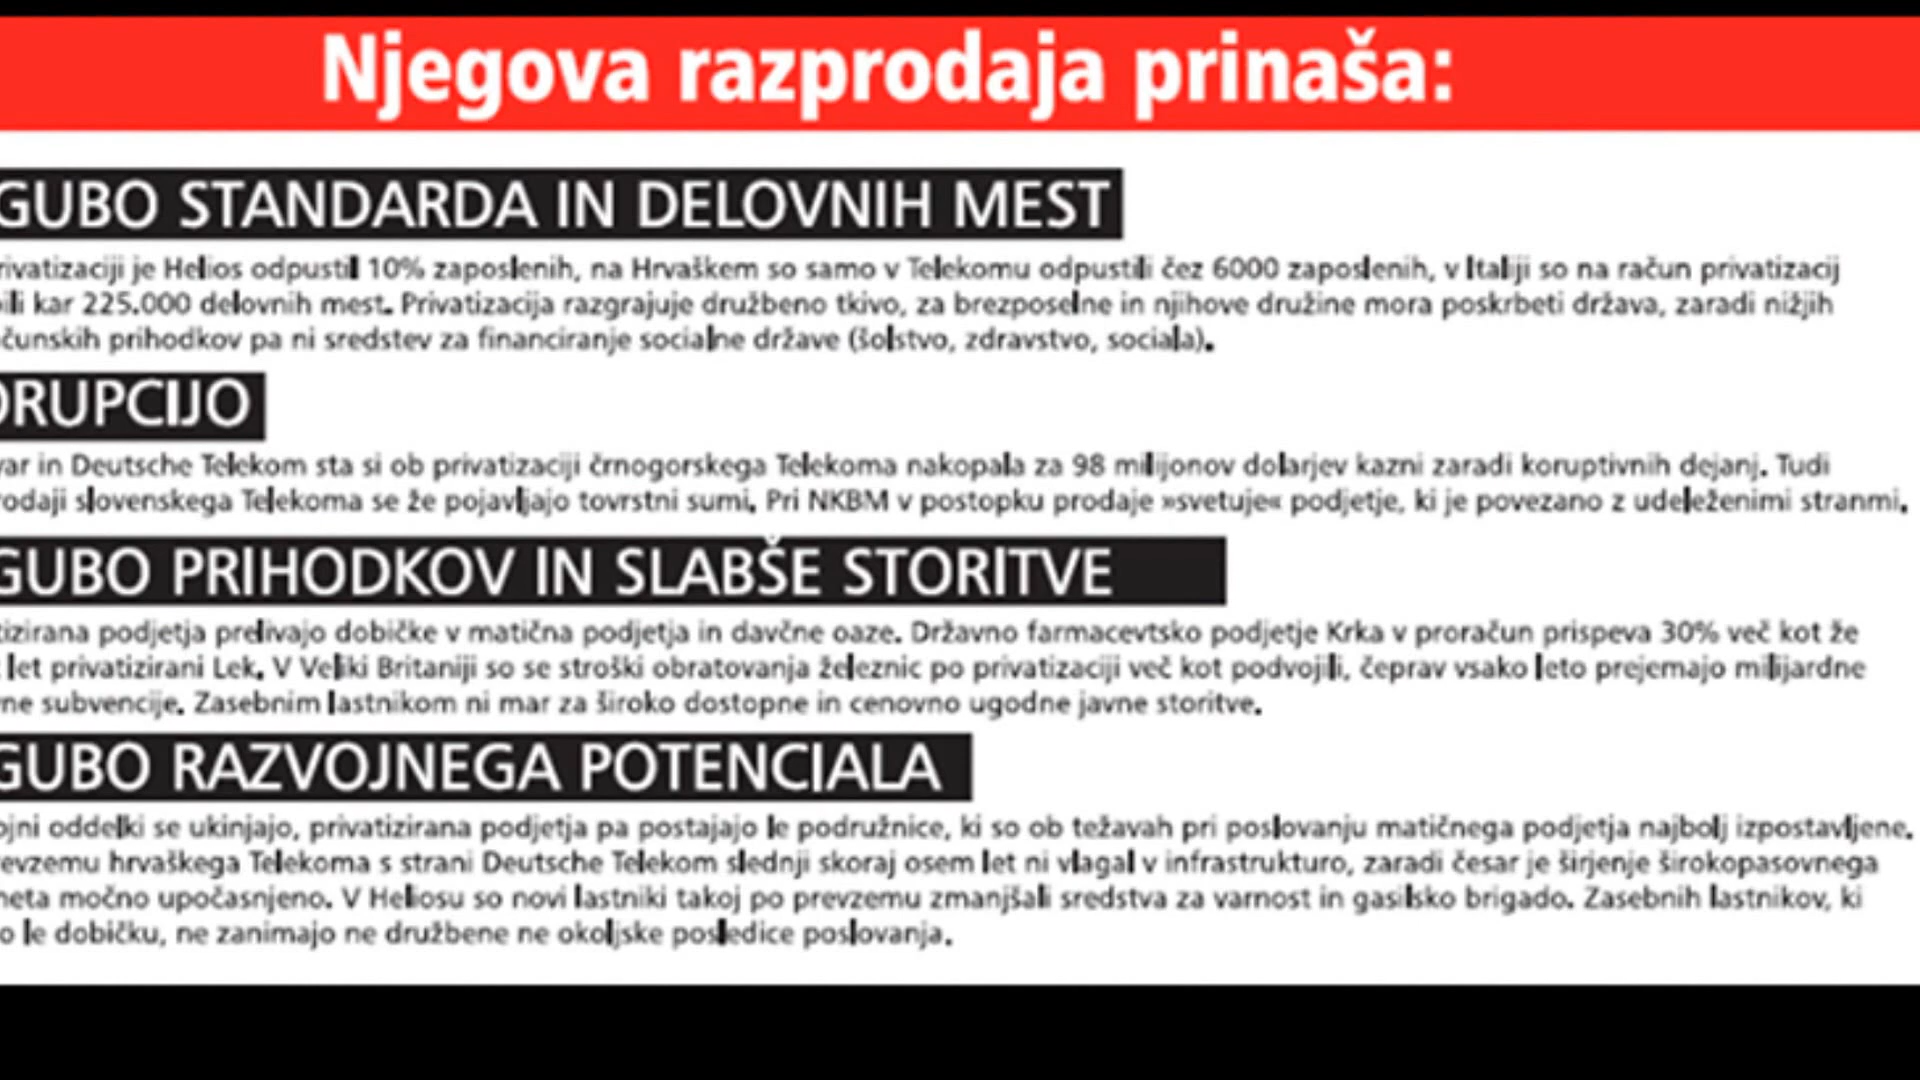 Njegova razprodaja prinaša:
GUBO STANDARDA IN DELOVNIH MEST
rivatizaciji je Helios odpustil 10% zaposlenih, na Hrvaškem so samo v Telekomu odpustili čez 6000 zaposlenih, v Italiji so na račun privatizacij
ili kar 225.000 delovnih mest. Privatizacija razgrajuje družbeno tkivo, za brezposelne in njihove družine mora poskrbeti država, zaradi nižjih
čunskih prihodkov pa ni sredstev za financiranje socialne države (šolstvo, zdravstvo, sociala).
ORUPCIJO
var in Deutsche Telekom sta si ob privatizaciji črnogorskega Telekoma nakopala za 98 milijonov dolarjev kazni zaradi koruptivnih dejanj. Tudi
odaji slovenskega Telekoma se že pojavljajo tovrstni sumi. Pri NKBM v postopku prodaje »svetuje« podjetje, ki je povezano z udeleženimi stranmi.
GUBO PRIHODKOV IN SLABŠE STORITVE
tizirana podjetja prelivajo dobičke v matična podjetja in davčne oaze. Državno farmacevtsko podjetje Krka v proračun prispeva 30% več kot že
let privatizirani Lek. V Veliki Britaniji so se stroški obratovanja železnic po privatizaciji več kot podvojili, čeprav vsako leto prejemajo milijardne
ne subvencije. Zasebnim lastnikom ni mar za široko dostopne in cenovno ugodne javne storitve.
GUBO RAZVOJNEGA POTENCIALA
ojni oddelki se ukinjajo, privatizirana podjetja pa postajajo le podružnice, ki so ob težavah pri poslovanju matičnega podjetja najbolj izpostavljene.
evzemu hrvaškega Telekoma s strani Deutsche Telekom slednji skoraj osem let ni vlagal v infrastrukturo, zaradi česar je širjenje širokopasovnega
neta močno upočasnjeno. V Heliosu so novi lastniki takoj po prevzemu zmanjšali sredstva za varnost in gasilsko brigado. Zasebnih lastnikov, ki
o le dobičku, ne zanimajo ne družbene ne okoljske posledice poslovanja.